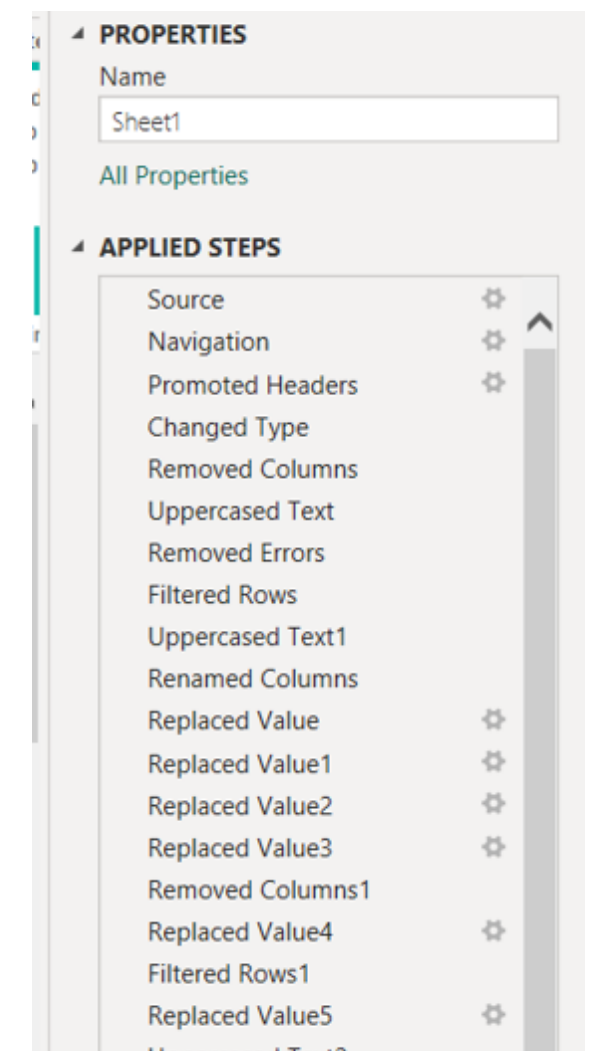 PROPERTIES
Name
Sheet1
All Properties
APPLIED STEPS
Source
Navigation
Promoted Headers
Changed Type
Removed Columns
Uppercased Text
Removed Errors
Filtered Rows
Uppercased Text1
Renamed Columns
Replaced Value
Replaced Value1
Replaced Value2
Replaced Value3
Removed Columns1
Replaced Value4
Filtered Rows1
Replaced Value5